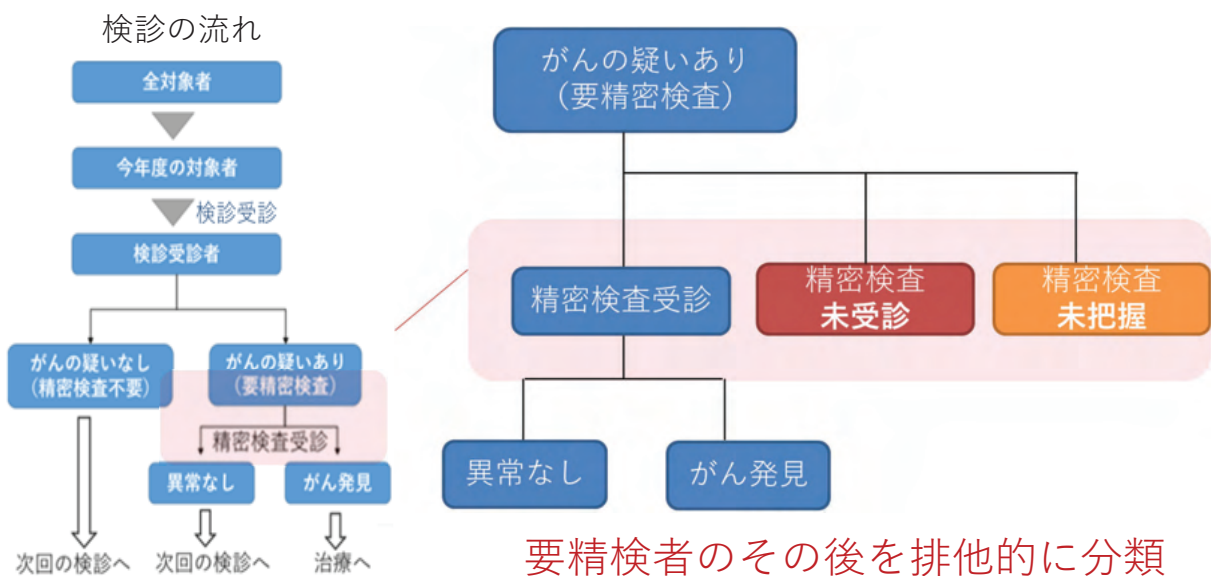 検診の流れ
全対象者
今年度の対象者
検診受診
検診受診者
がんの疑いなし
(精密検査不要)
がんの疑いあり
(要精密検査)
精密検査受診
異常なし
がん発見
次回の検診へ
次回の検診へ
治療へ
がんの疑いあり
(要精密検査)
精密検査受診
精密検査
未受診
精密検査
未把握
異常なし
がん発見
要精検者のその後を排他的に分類